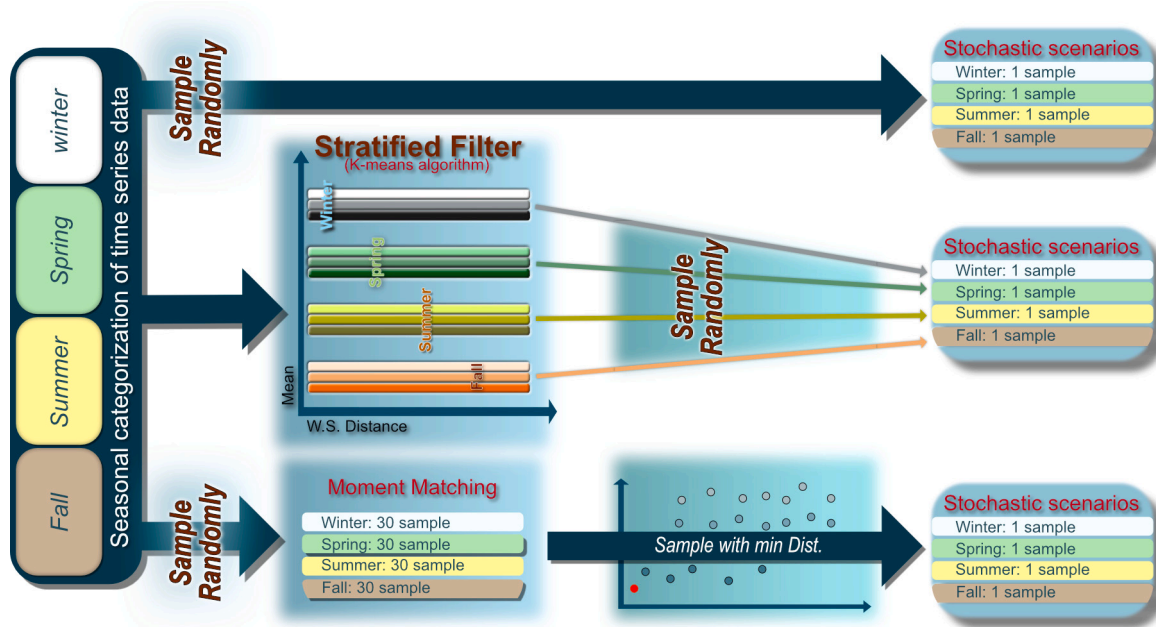 Seasonal categorization of time series data
winter
Spring
Summer
Fall
Sample
Randomly
Stochastic scenarios
Winter: 1 sample
Spring: 1 sample
Summer: 1 sample
Fall: 1 sample
Stratified Filter
(K-means algorithm)
Winter
Spring
Summer
Fall
Mean
W.S. Distance
Sample
Randomly
Stochastic scenarios
Winter: 1 sample
Spring: 1 sample
Summer: 1 sample
Fall: 1 sample
Sample
Randomly
Moment Matching
Winter: 30 sample
Spring: 30 sample
Summer: 30 sample
Fall: 30 sample
Sample with min Dist.
Stochastic scenarios
Winter: 1 sample
Spring: 1 sample
Summer: 1 sample
Fall: 1 sample